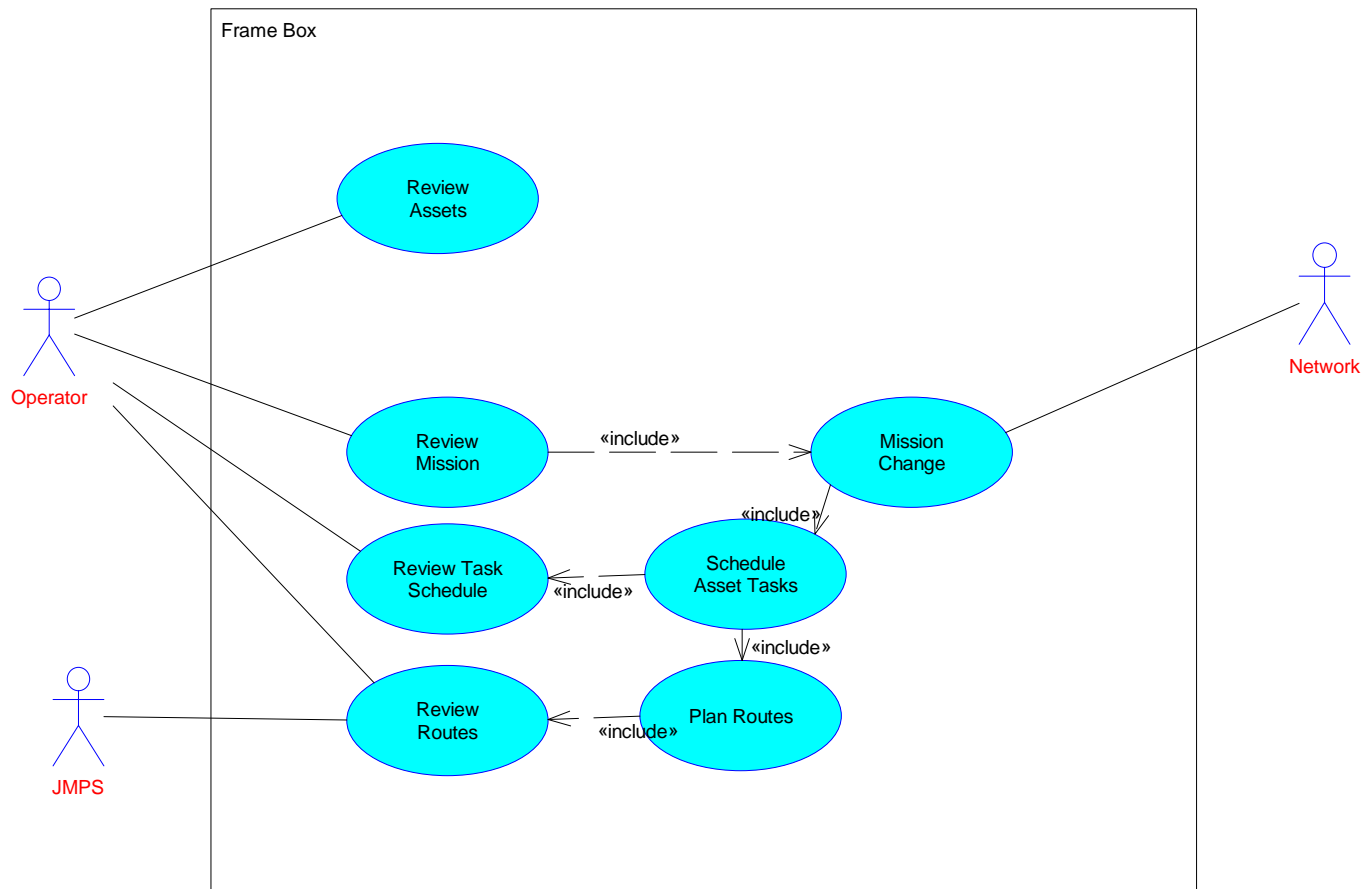 Frame Box
Review
Assets
Operator
Network
Review
Mission
«include»
Mission
Change
«include»
Review Task
Schedule
«include»
Schedule
Asset Tasks
«include»
JMPS
Review
Routes
«include»
Plan Routes